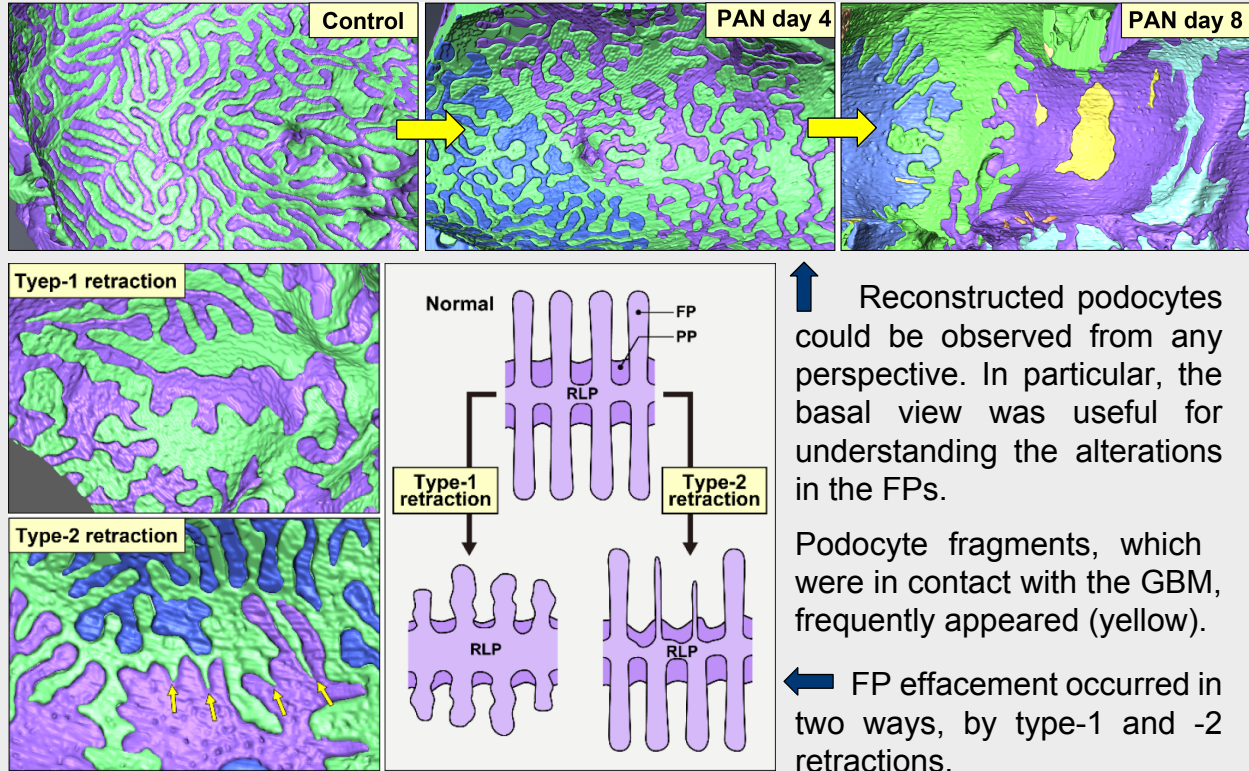 Control
PAN day 4
PAN day 8
Tyep-1 retraction
Type-2 retraction
Normal
FP
PP
RLP
Type-1
retraction
Type-2
retraction
RLP
RLP
Reconstructed podocytes
could be observed from any
perspective. In particular, the
basal view was useful for
understanding the alterations
in the FPs.
Podocyte fragments, which
were in contact with the GBM,
frequently appeared (yellow).
FP effacement occurred in
two ways, by type-1 and -2
retractions.